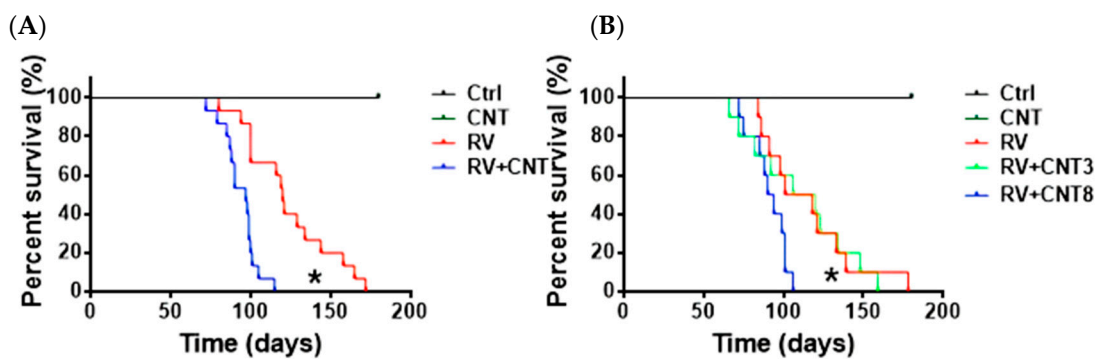 (A)
Percent survival (%)
100
80
60
40
20
0
0 50 100 150 200
Time (days)
Ctrl
CNT
RV
RV+CNT
*
(B)
Percent survival (%)
100
80
60
40
20
0
0 50 100 150 200
Time (days)
Ctrl
CNT
RV
RV+CNT3
RV+CNT8
*